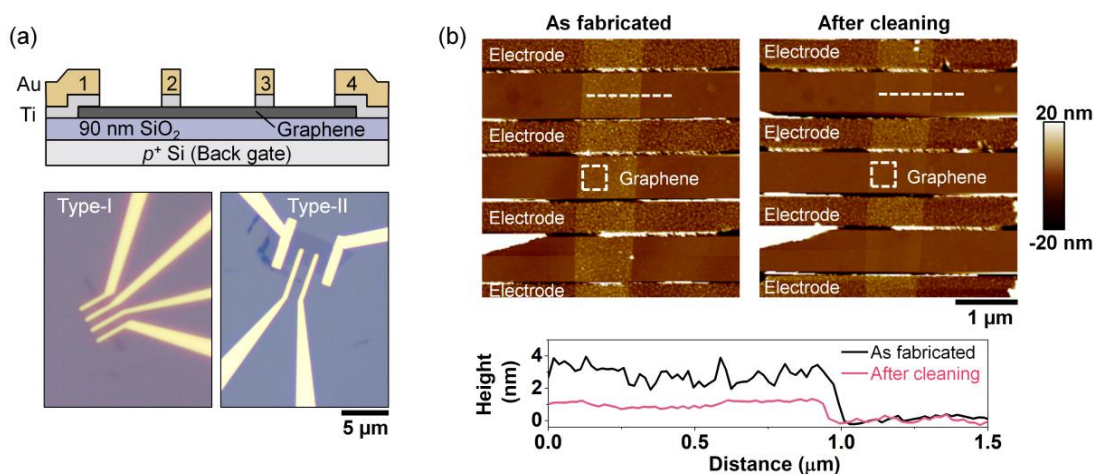 (a)
Au
Ti
1 2 3 4
90 nm SiO₂ Graphene
p⁺ Si (Back gate)
Type-I
Type-II
5 µm
(b)
As fabricated
After cleaning
Electrode
Electrode
Graphene
Electrode
Electrode
Electrode
Electrode
Graphene
Electrode
Electrode
20 nm
-20 nm
1 µm
Height
(nm)
4
2
0
As fabricated
After cleaning
0.0 0.5 1.0 1.5
Distance (µm)